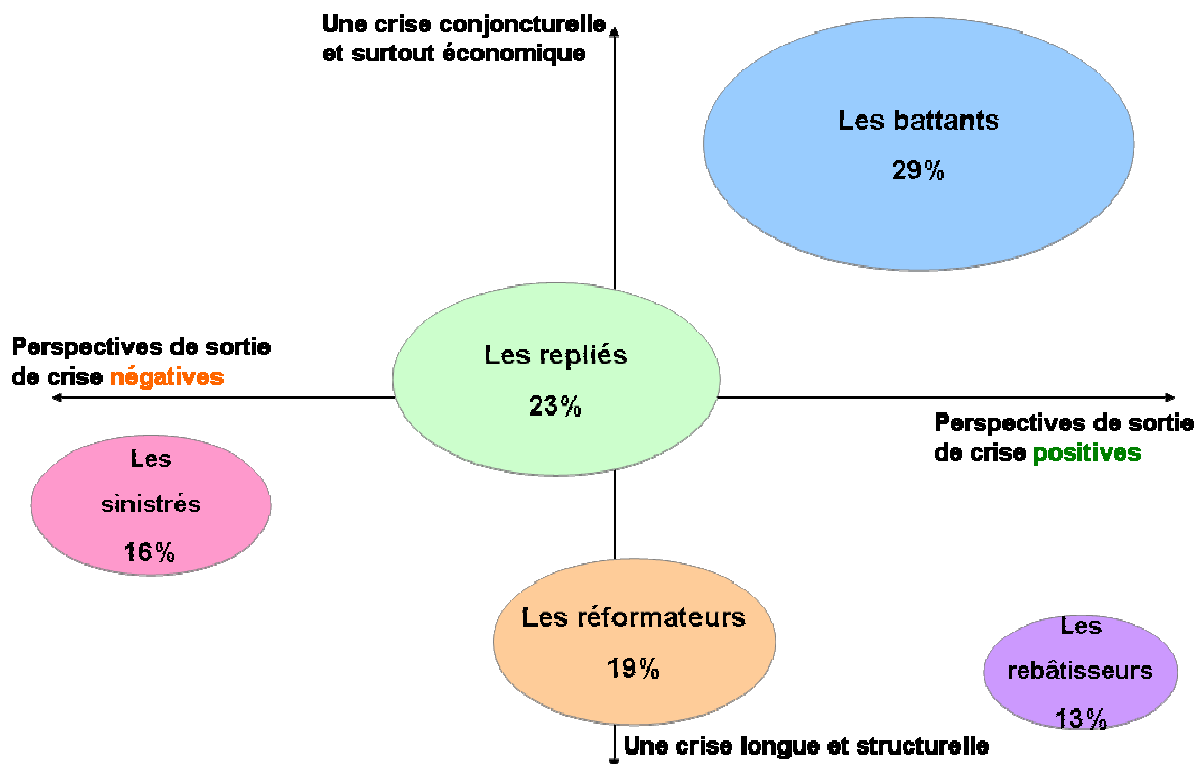 Une crise conjoncturelle
et surtout économique
Les battants
29%
Perspectives de sortie
de crise négatives
Les repliés
23%
Perspectives de sortie
de crise positives
Les
sinistrés
16%
Les réformateurs
19%
Les
rebâtisseurs
13%
Une crise longue et structurelle